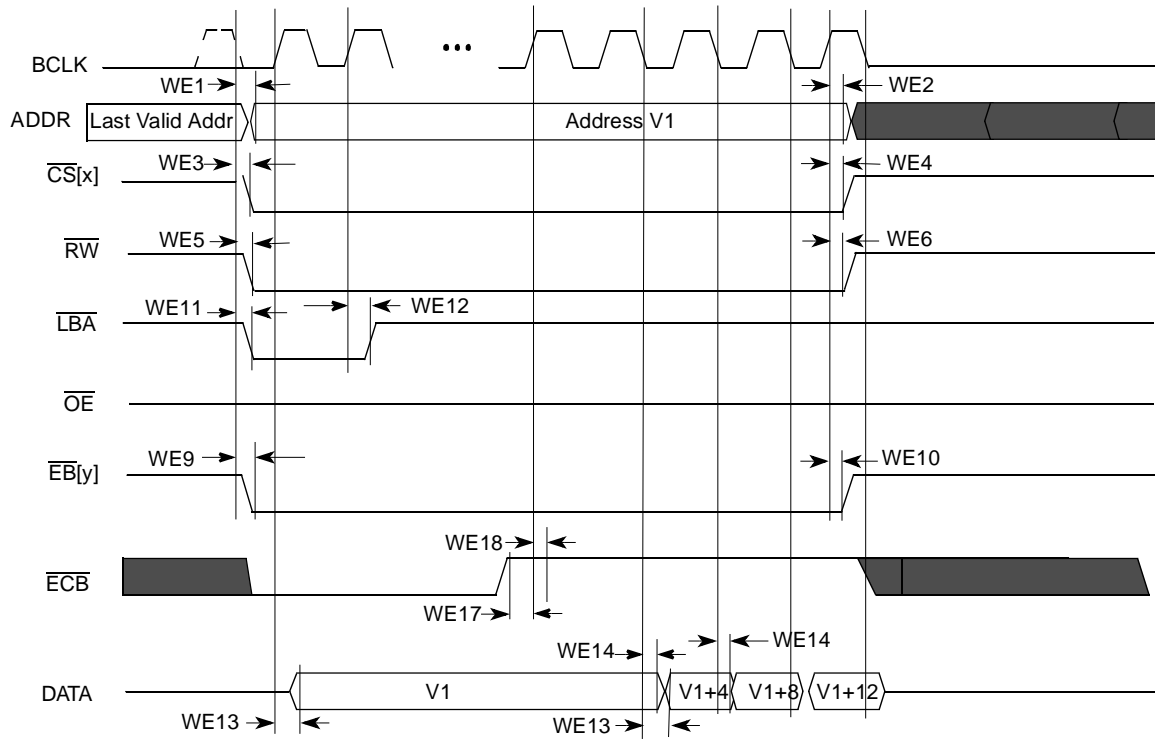 BCLK
•••
WE1
WE2
ADDR
Last Valid Addr
Address V1
WE3
WE4
CS[x]
WE5
WE6
RW
WE11
WE12
LBA
OE
WE9
WE10
EB[y]
WE18
ECB
WE17
WE14
WE14
DATA
V1
V1+4
V1+8
V1+12
WE13
WE13